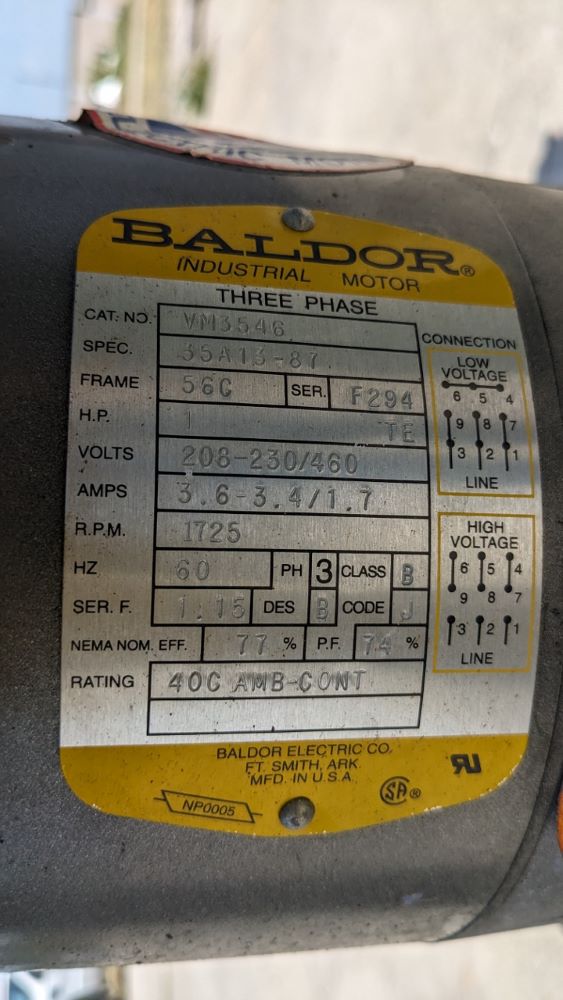 BALDOR®
INDUSTRIAL MOTOR
THREE PHASE
CAT. NO. VM3546
SPEC. 35A13-87
FRAME 56C SER. F294
H.P. 1 TE
VOLTS 208-230/460
AMPS 3.6-3.4/1.7
R.P.M. 1725
HZ 60 PH 3 CLASS B
SER. F. 1.15 DES B CODE J
NEMA NOM. EFF. 77 % P.F. 74 %
RATING 40C AMB-CONT
CONNECTION
LOW
VOLTAGE
6 5 4
9 8 7
3 2 1
LINE
HIGH
VOLTAGE
6 5 4
9 8 7
3 2 1
LINE
BALDOR ELECTRIC CO.
FT. SMITH, ARK.
MFD. IN U.S.A.
NP0005
SA®